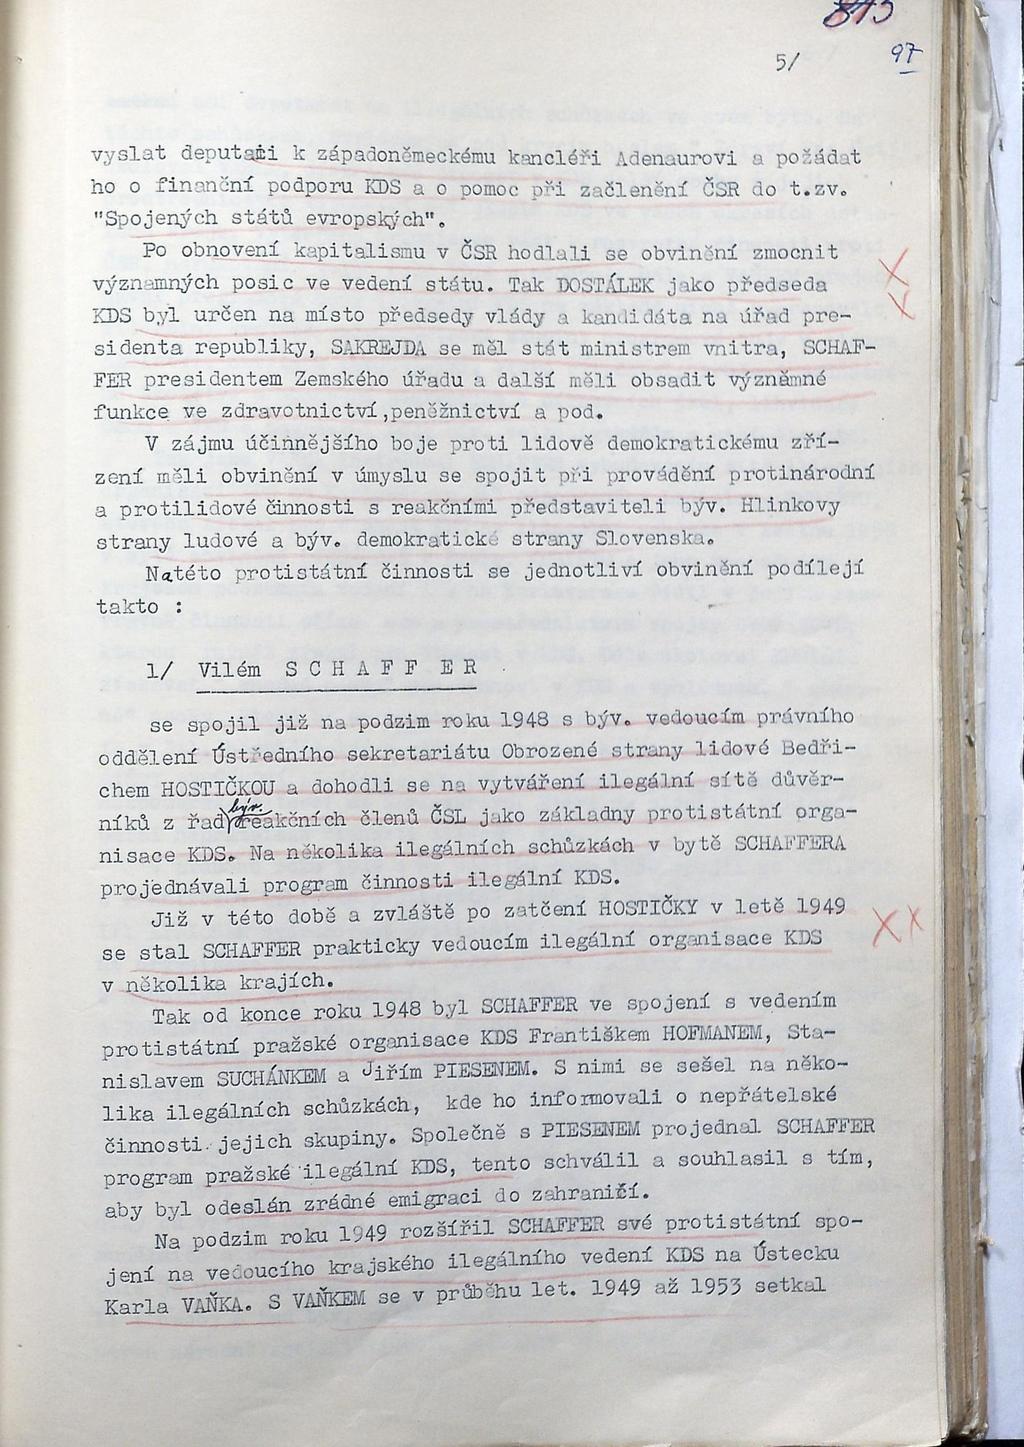 813
5/ 97
vyslat deputaci k západoněmeckému kancléři Adenaurovi a požádat
ho o finanční podporu KDS a o pomoc při začlenění ČSR do t.zv.
"Spojených států evropských".
Po obnovení kapitalismu v ČSR hodlali se obvinění zmocnit
významných posic ve vedení státu. Tak DOSTÁLEK jako předseda
KDS byl určen na místo předsedy vlády a kandidáta na úřad pre-
sidenta republiky, SAKREJDA se měl stát ministrem vnitra, SCHAF-
FER presidentem Zemského úřadu a další měli obsadit význámné
funkce ve zdravotnictví,peněžnictví a pod.
V zájmu účinnějšího boje proti lidově demokratickému zří-
zení měli obvinění v úmyslu se spojit při provádění protinárodní
a protilidové činnosti s reakčními představiteli býv. Hlinkovy
strany ludové a býv. demokratické strany Slovenska.
Natéto protistátní činnosti se jednotliví obvinění podílejí
takto :
1/ Vilém S C H A F F E R
se spojil již na podzim roku 1948 s býv. vedoucím právního
oddělení Ústředního sekretariátu Obrozené strany lidové Bedři-
chem HOSTIČKOU a dohodli se na vytváření ilegální sítě důvěr-
níků z řad býv. reakčních členů ČSL jako základny protistátní orga-
nisace KDS. Na několika ilegálních schůzkách v bytě SCHAFFERA
projednávali program činnosti ilegální KDS.
Již v této době a zvláště po zatčení HOSTIČKY v letě 1949
se stal SCHAFFER prakticky vedoucím ilegální organisace KDS
v několika krajích.
Tak od konce roku 1948 byl SCHAFFER ve spojení s vedením
protistátní pražské organisace KDS Františkem HOFMANEM, Sta-
nislavem SUCHÁNKEM a Jiřím PIESENEM. S nimi se sešel na něko-
lika ilegálních schůzkách, kde ho informovali o nepřátelské
činnosti jejich skupiny. Společně s PIESENEM projednal SCHAFFER
program pražské ilegální KDS, tento schválil a souhlasil s tím,
aby byl odeslán zrádné emigraci do zahraničí.
Na podzim roku 1949 rozšířil SCHAFFER své protistátní spo-
jení na vedoucího krajského ilegálního vedení KDS na Ústecku
Karla VAŇKA. S VAŇKEM se v průběhu let. 1949 až 1953 setkal